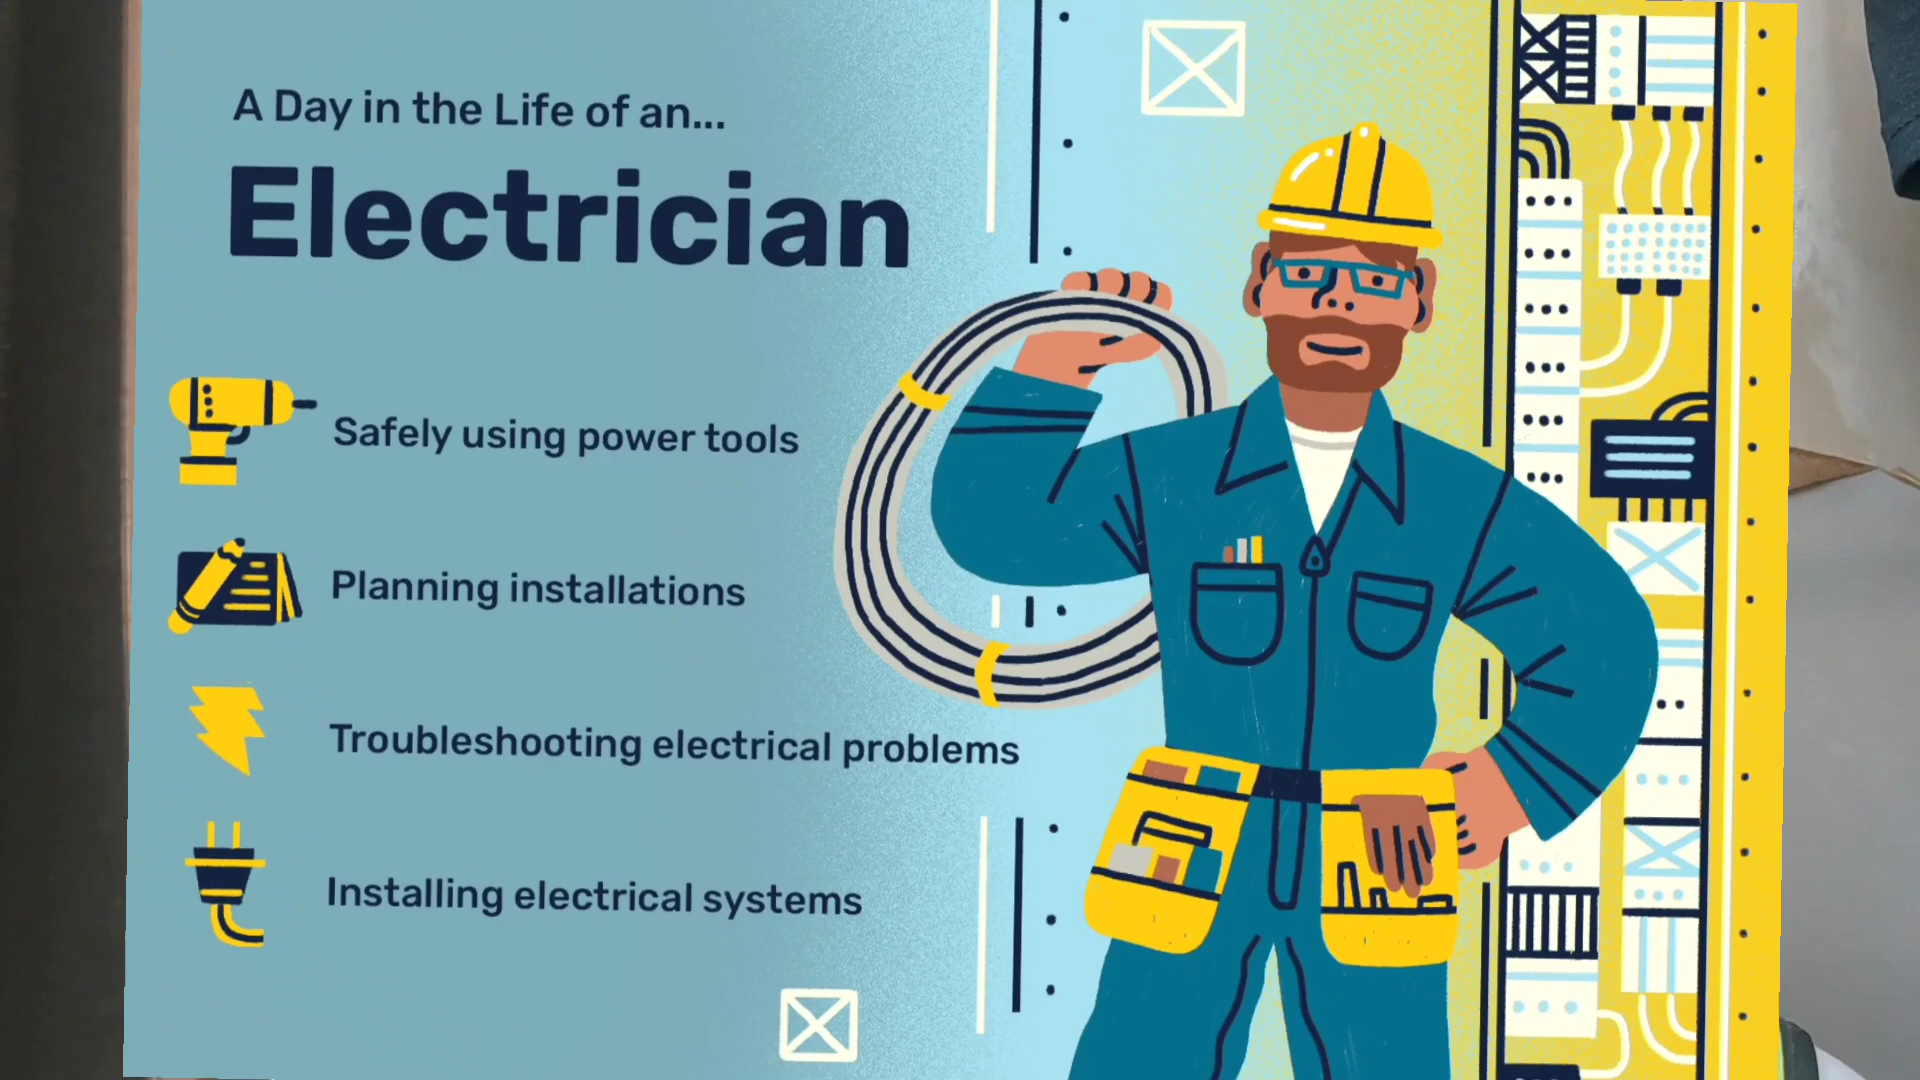 A Day in the Life of an...
Electrician
Safely using power tools
Planning installations
Troubleshooting electrical problems
Installing electrical systems